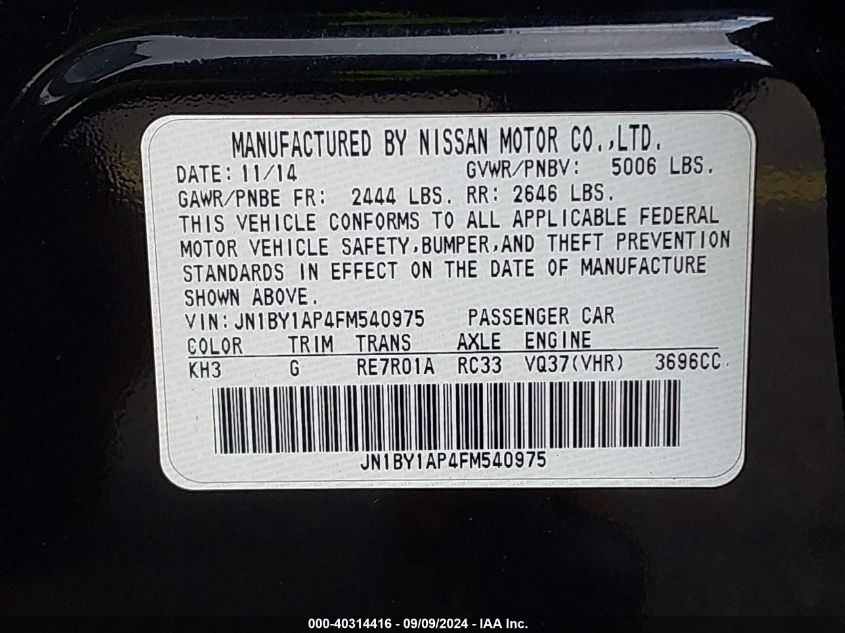 MANUFACTURED BY NISSAN MOTOR CO.,LTD.
DATE: 11/14 GVWR/PNBV: 5006 LBS.
GAWR/PNBE FR: 2444 LBS. RR: 2646 LBS.
THIS VEHICLE CONFORMS TO ALL APPLICABLE FEDERAL
MOTOR VEHICLE SAFETY,BUMPER,AND THEFT PREVENTION
STANDARDS IN EFFECT ON THE DATE OF MANUFACTURE
SHOWN ABOVE.
VIN: JN1BY1AP4FM540975 PASSENGER CAR
COLOR TRIM TRANS AXLE ENGINE
KH3 G RE7R01A RC33 VQ37(VHR) 3696CC
JN1BY1AP4FM540975
000-40314416 - 09/09/2024 - IAA Inc.